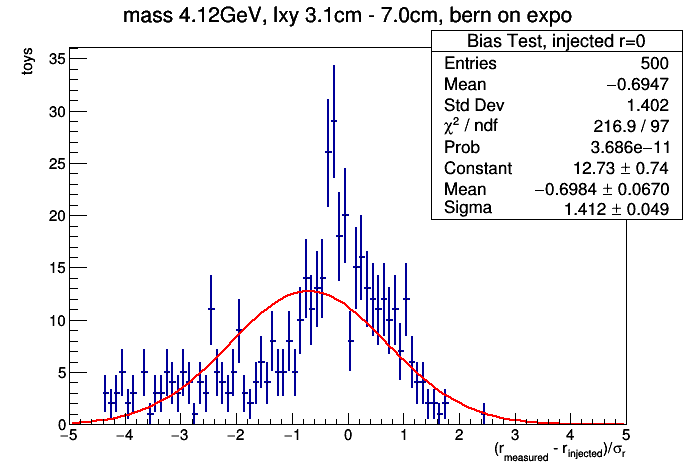 mass 4.12GeV, lxy 3.1cm - 7.0cm, bern on expo
Bias Test, injected r=0
Entries 500
Mean −0.6947
Std Dev 1.402
χ² / ndf 216.9 / 97
Prob 3.686e−11
Constant 12.73 ± 0.74
Mean −0.6984 ± 0.0670
Sigma 1.412 ± 0.049
toys
35
30
25
20
15
10
5
0
−5 −4 −3 −2 −1 0 1 2 3 4 5
(r_measured - r_injected)/σ_r